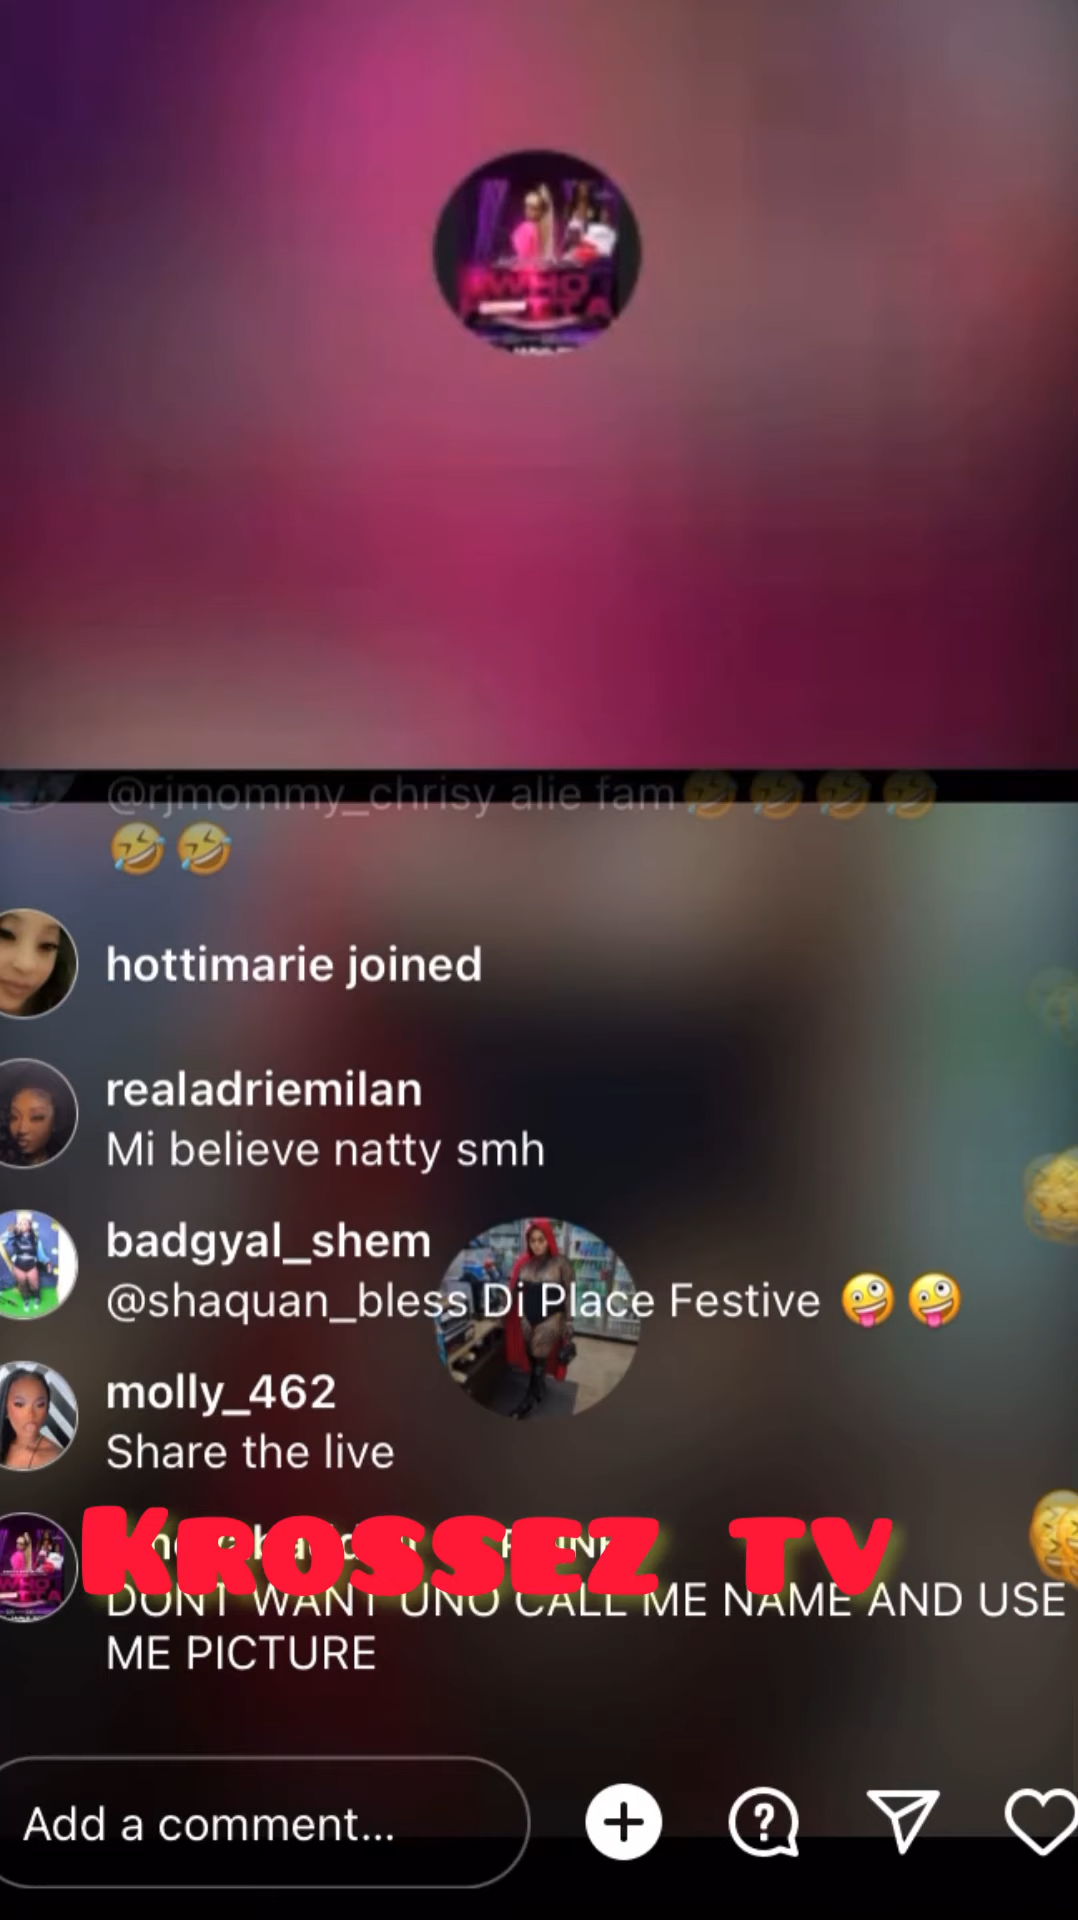 WHO
@rjmommy_chrisy alie fam🤣🤣🤣🤣
🤣🤣
hottimarie joined
realadriemilan
Mi believe natty smh
badgyal_shem
@shaquan_bless Di Place Festive 🤪🤪
molly_462
Share the live
KROSSEZ TV
DONT WANT UNO CALL ME NAME AND USE
ME PICTURE
Add a comment...